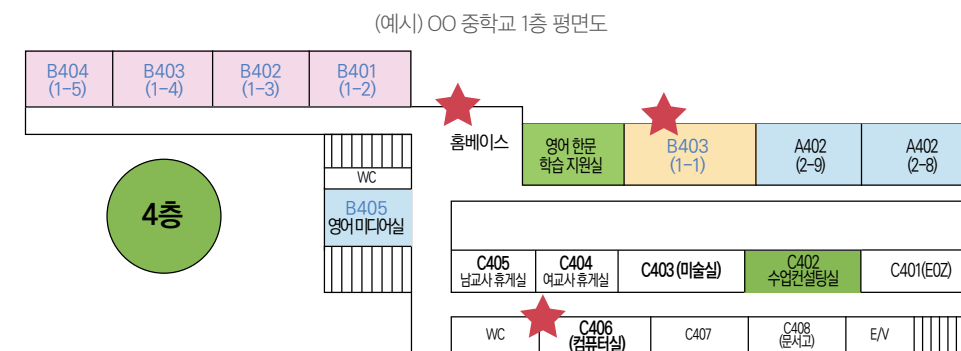 (예시) OO 중학교 1층 평면도
B404
(1-5)
B403
(1-4)
B402
(1-3)
B401
(1-2)
홈베이스
영어 한문
학습 지원실
B403
(1-1)
A402
(2-9)
A402
(2-8)
WC
4층
B405
영어 미디어실
C405
남교사 휴게실
C404
여교사 휴게실
C403 (미술실)
C402
수업컨설팅실
C401(EOZ)
WC
C406
(컴퓨터실)
C407
C408
(문서고)
E/V